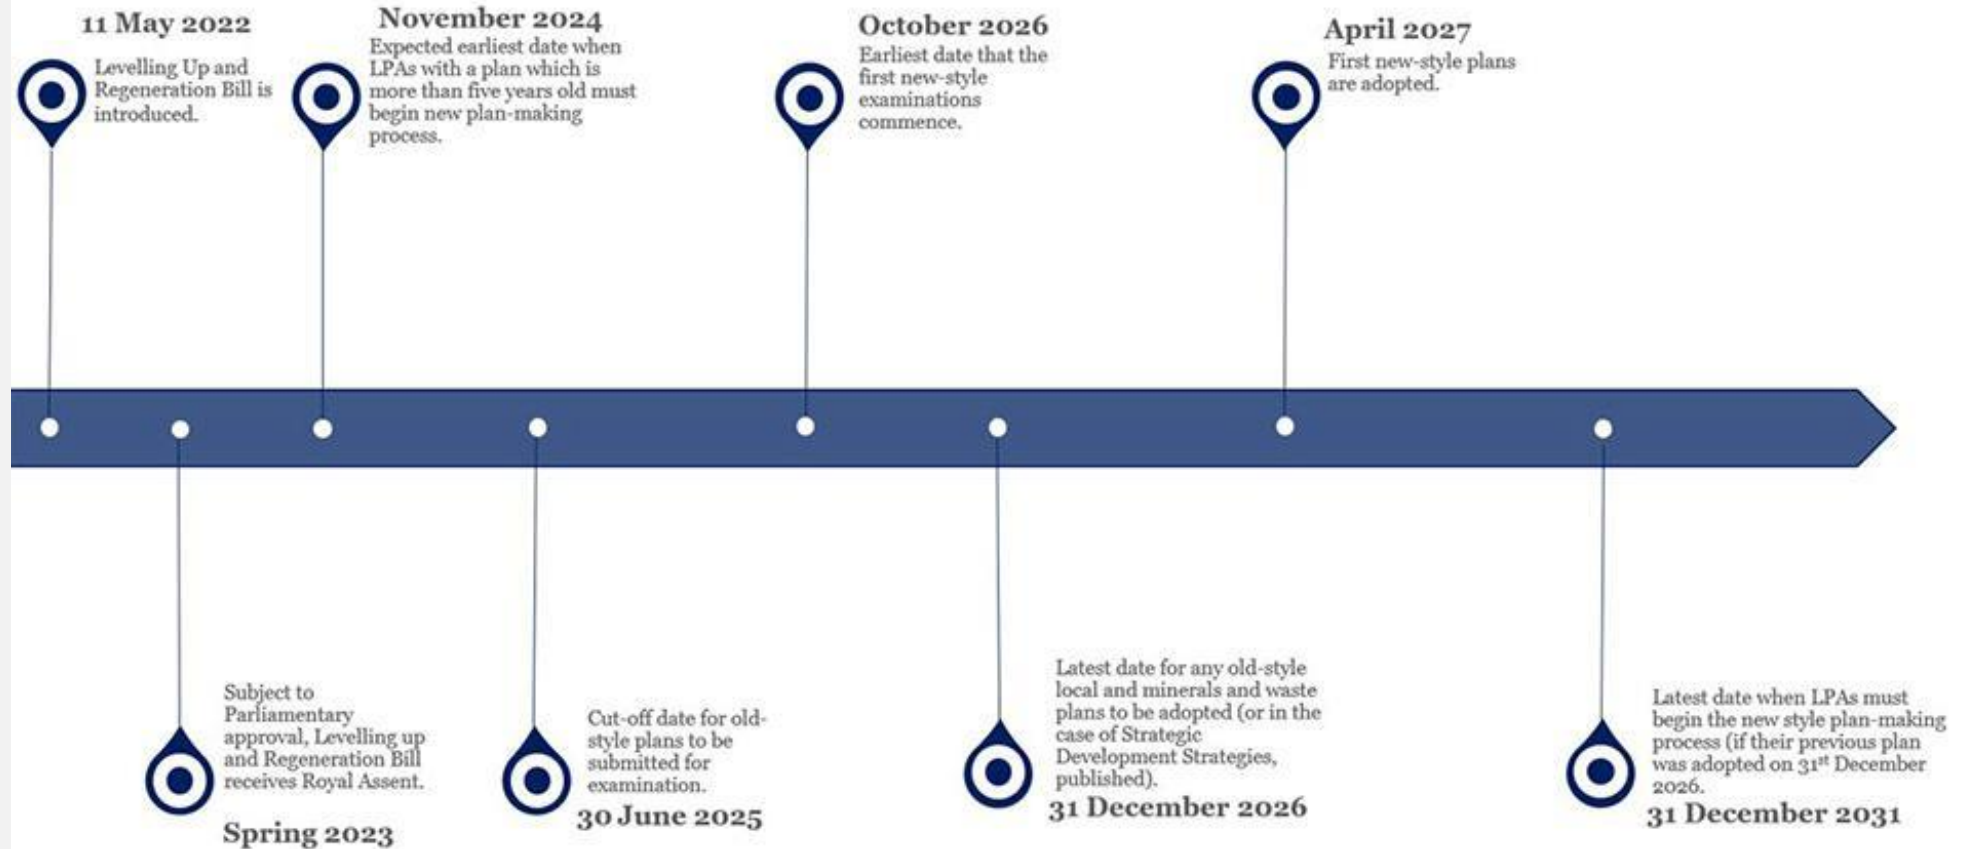 11 May 2022
Levelling Up and
Regeneration Bill is
introduced.
November 2024
Expected earliest date when
LPAs with a plan which is
more than five years old must
begin new plan-making
process.
October 2026
Earliest date that the
first new-style
examinations
commence.
April 2027
First new-style plans
are adopted.
Subject to
Parliamentary
approval, Levelling up
and Regeneration Bill
receives Royal Assent.
Spring 2023
Cut-off date for old-
style plans to be
submitted for
examination.
30 June 2025
Latest date for any old-style
local and minerals and waste
plans to be adopted (or in the
case of Strategic
Development Strategies,
published).
31 December 2026
Latest date when LPAs must
begin the new style plan-making
process (if their previous plan
was adopted on 31st December
2026.
31 December 2031